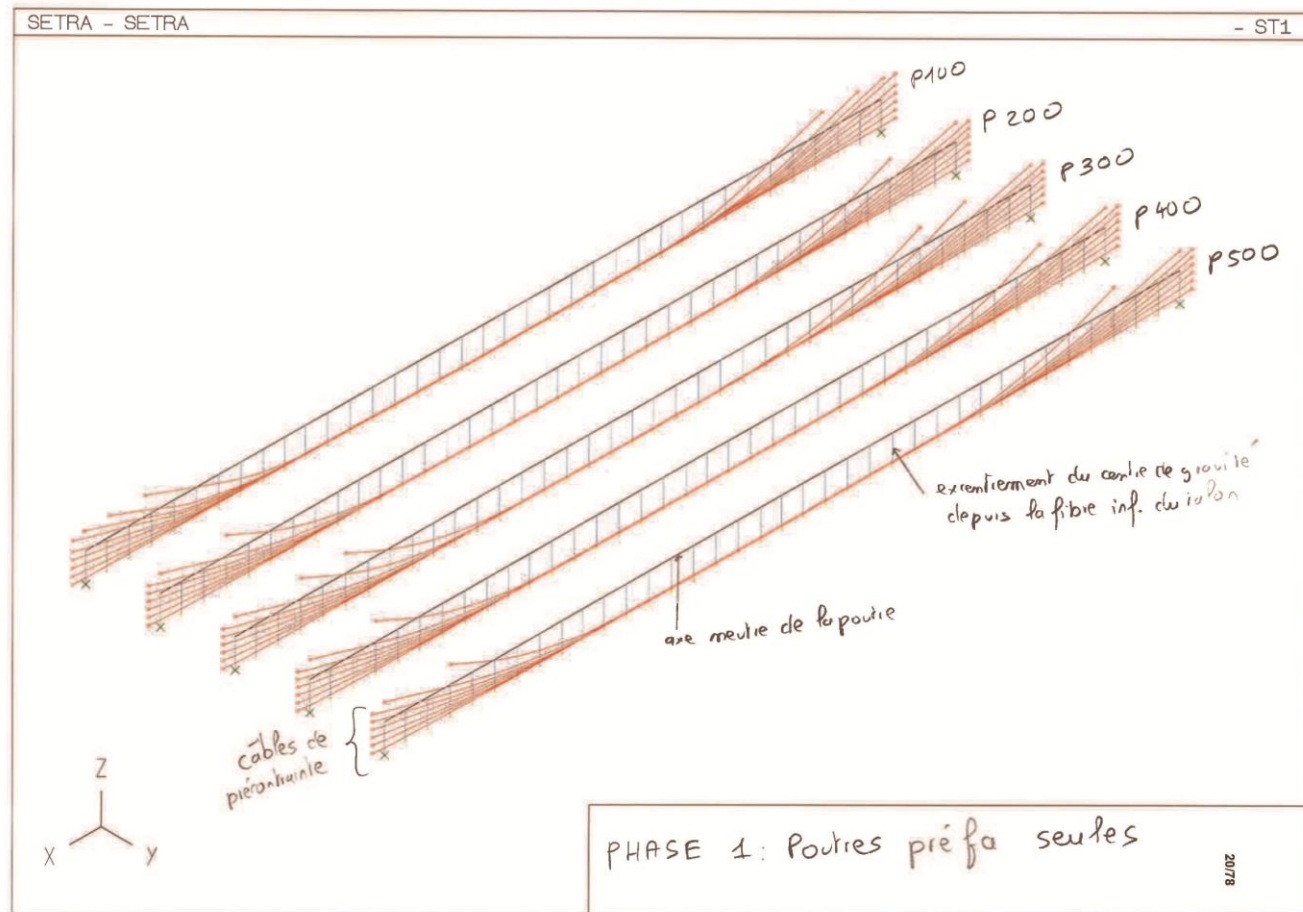 SETRA - SETRA
- ST1
P100
P200
P300
P400
P500
excentrement du centre de gravité
depuis la fibre inf. du talon
axe neutre de la poutre
câbles de
précontrainte
Z
X
Y
PHASE 1: Poutres préfa seules
20/78